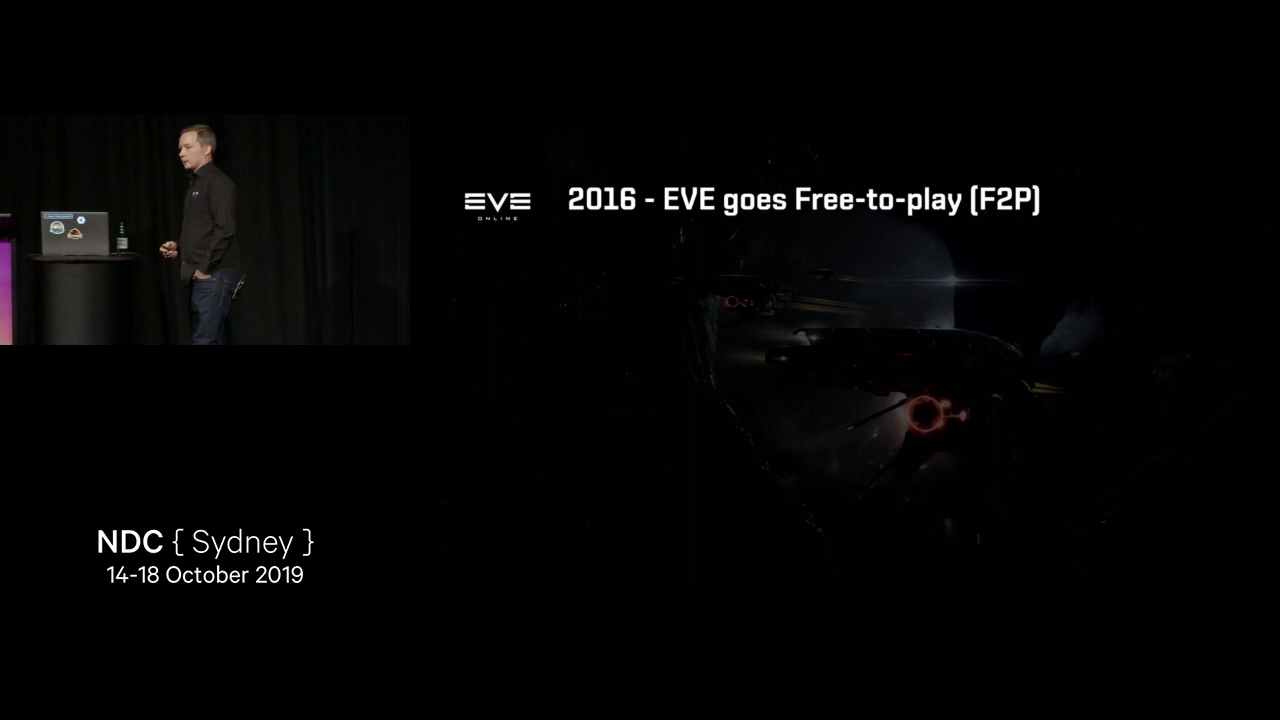 EVE
ONLINE
2016 - EVE goes Free-to-play (F2P)
NDC { Sydney }
14-18 October 2019